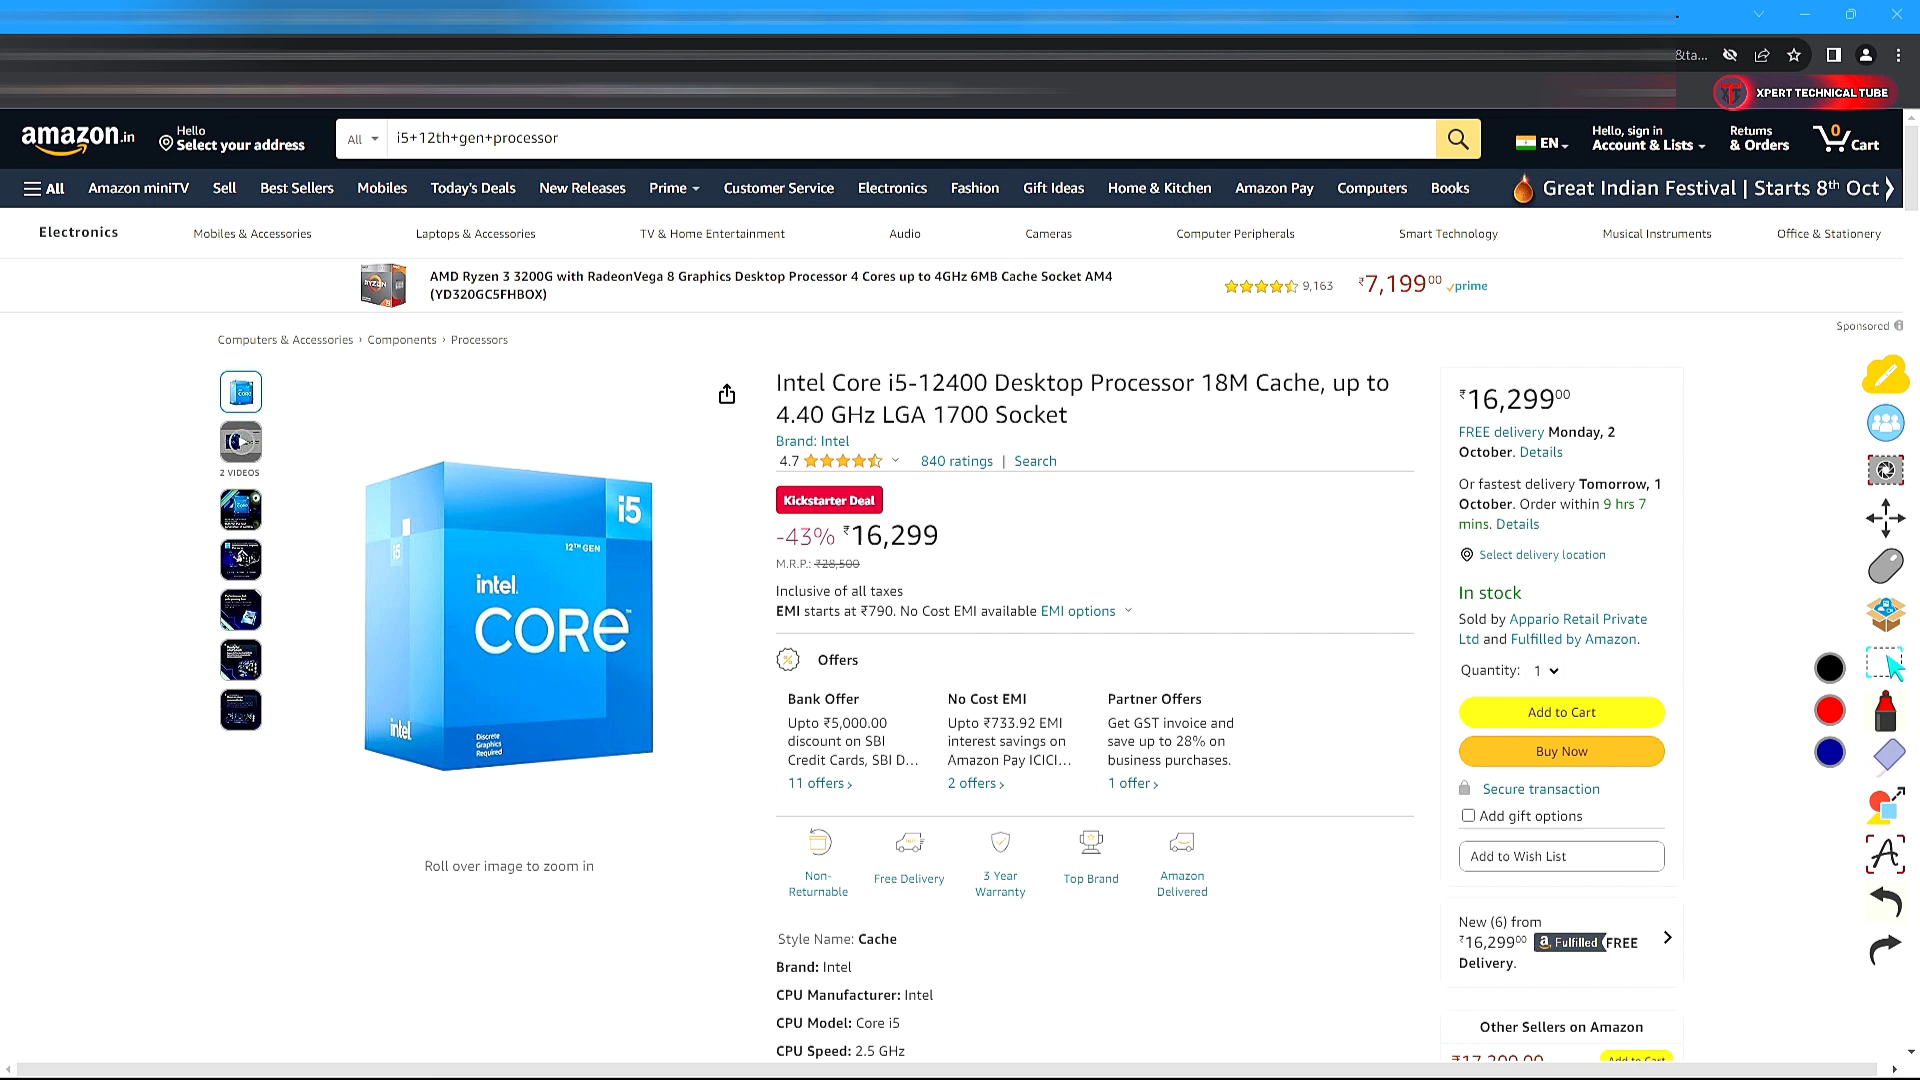 &ta...
XPERT TECHNICAL TUBE
amazon.in
Hello
Select your address
All
i5+12th+gen+processor
EN
Hello, sign in
Account & Lists
Returns
& Orders
0
Cart
All
Amazon miniTV
Sell
Best Sellers
Mobiles
Today's Deals
New Releases
Prime
Customer Service
Electronics
Fashion
Gift Ideas
Home & Kitchen
Amazon Pay
Computers
Books
Great Indian Festival | Starts 8th Oct
Electronics
Mobiles & Accessories
Laptops & Accessories
TV & Home Entertainment
Audio
Cameras
Computer Peripherals
Smart Technology
Musical Instruments
Office & Stationery
RYZEN
AMD Ryzen 3 3200G with RadeonVega 8 Graphics Desktop Processor 4 Cores up to 4GHz 6MB Cache Socket AM4
(YD320GC5FHBOX)
9,163
₹7,19900
prime
Sponsored
Computers & Accessories › Components › Processors
2 VIDEOS
i5
i5
12TH GEN
intel.
CORE™
intel.
Discrete
Graphics
Required
Roll over image to zoom in
Intel Core i5-12400 Desktop Processor 18M Cache, up to
4.40 GHz LGA 1700 Socket
Brand: Intel
4.7
840 ratings | Search
Kickstarter Deal
-43% ₹16,299
M.R.P.: ₹28,500
Inclusive of all taxes
EMI starts at ₹790. No Cost EMI available EMI options
Offers
Bank Offer
Upto ₹5,000.00
discount on SBI
Credit Cards, SBI D...
11 offers ›
No Cost EMI
Upto ₹733.92 EMI
interest savings on
Amazon Pay ICICI...
2 offers ›
Partner Offers
Get GST invoice and
save up to 28% on
business purchases.
1 offer ›
Non-
Returnable
Free Delivery
3 Year
Warranty
Top Brand
Amazon
Delivered
Style Name: Cache
Brand: Intel
CPU Manufacturer: Intel
CPU Model: Core i5
CPU Speed: 2.5 GHz
₹16,29900
FREE delivery Monday, 2
October. Details
Or fastest delivery Tomorrow, 1
October. Order within 9 hrs 7
mins. Details
Select delivery location
In stock
Sold by Appario Retail Private
Ltd and Fulfilled by Amazon.
Quantity: 1
Add to Cart
Buy Now
Secure transaction
Add gift options
Add to Wish List
New (6) from
₹16,29900 a Fulfilled FREE
Delivery.
Other Sellers on Amazon
₹17,200.00
Add to Cart